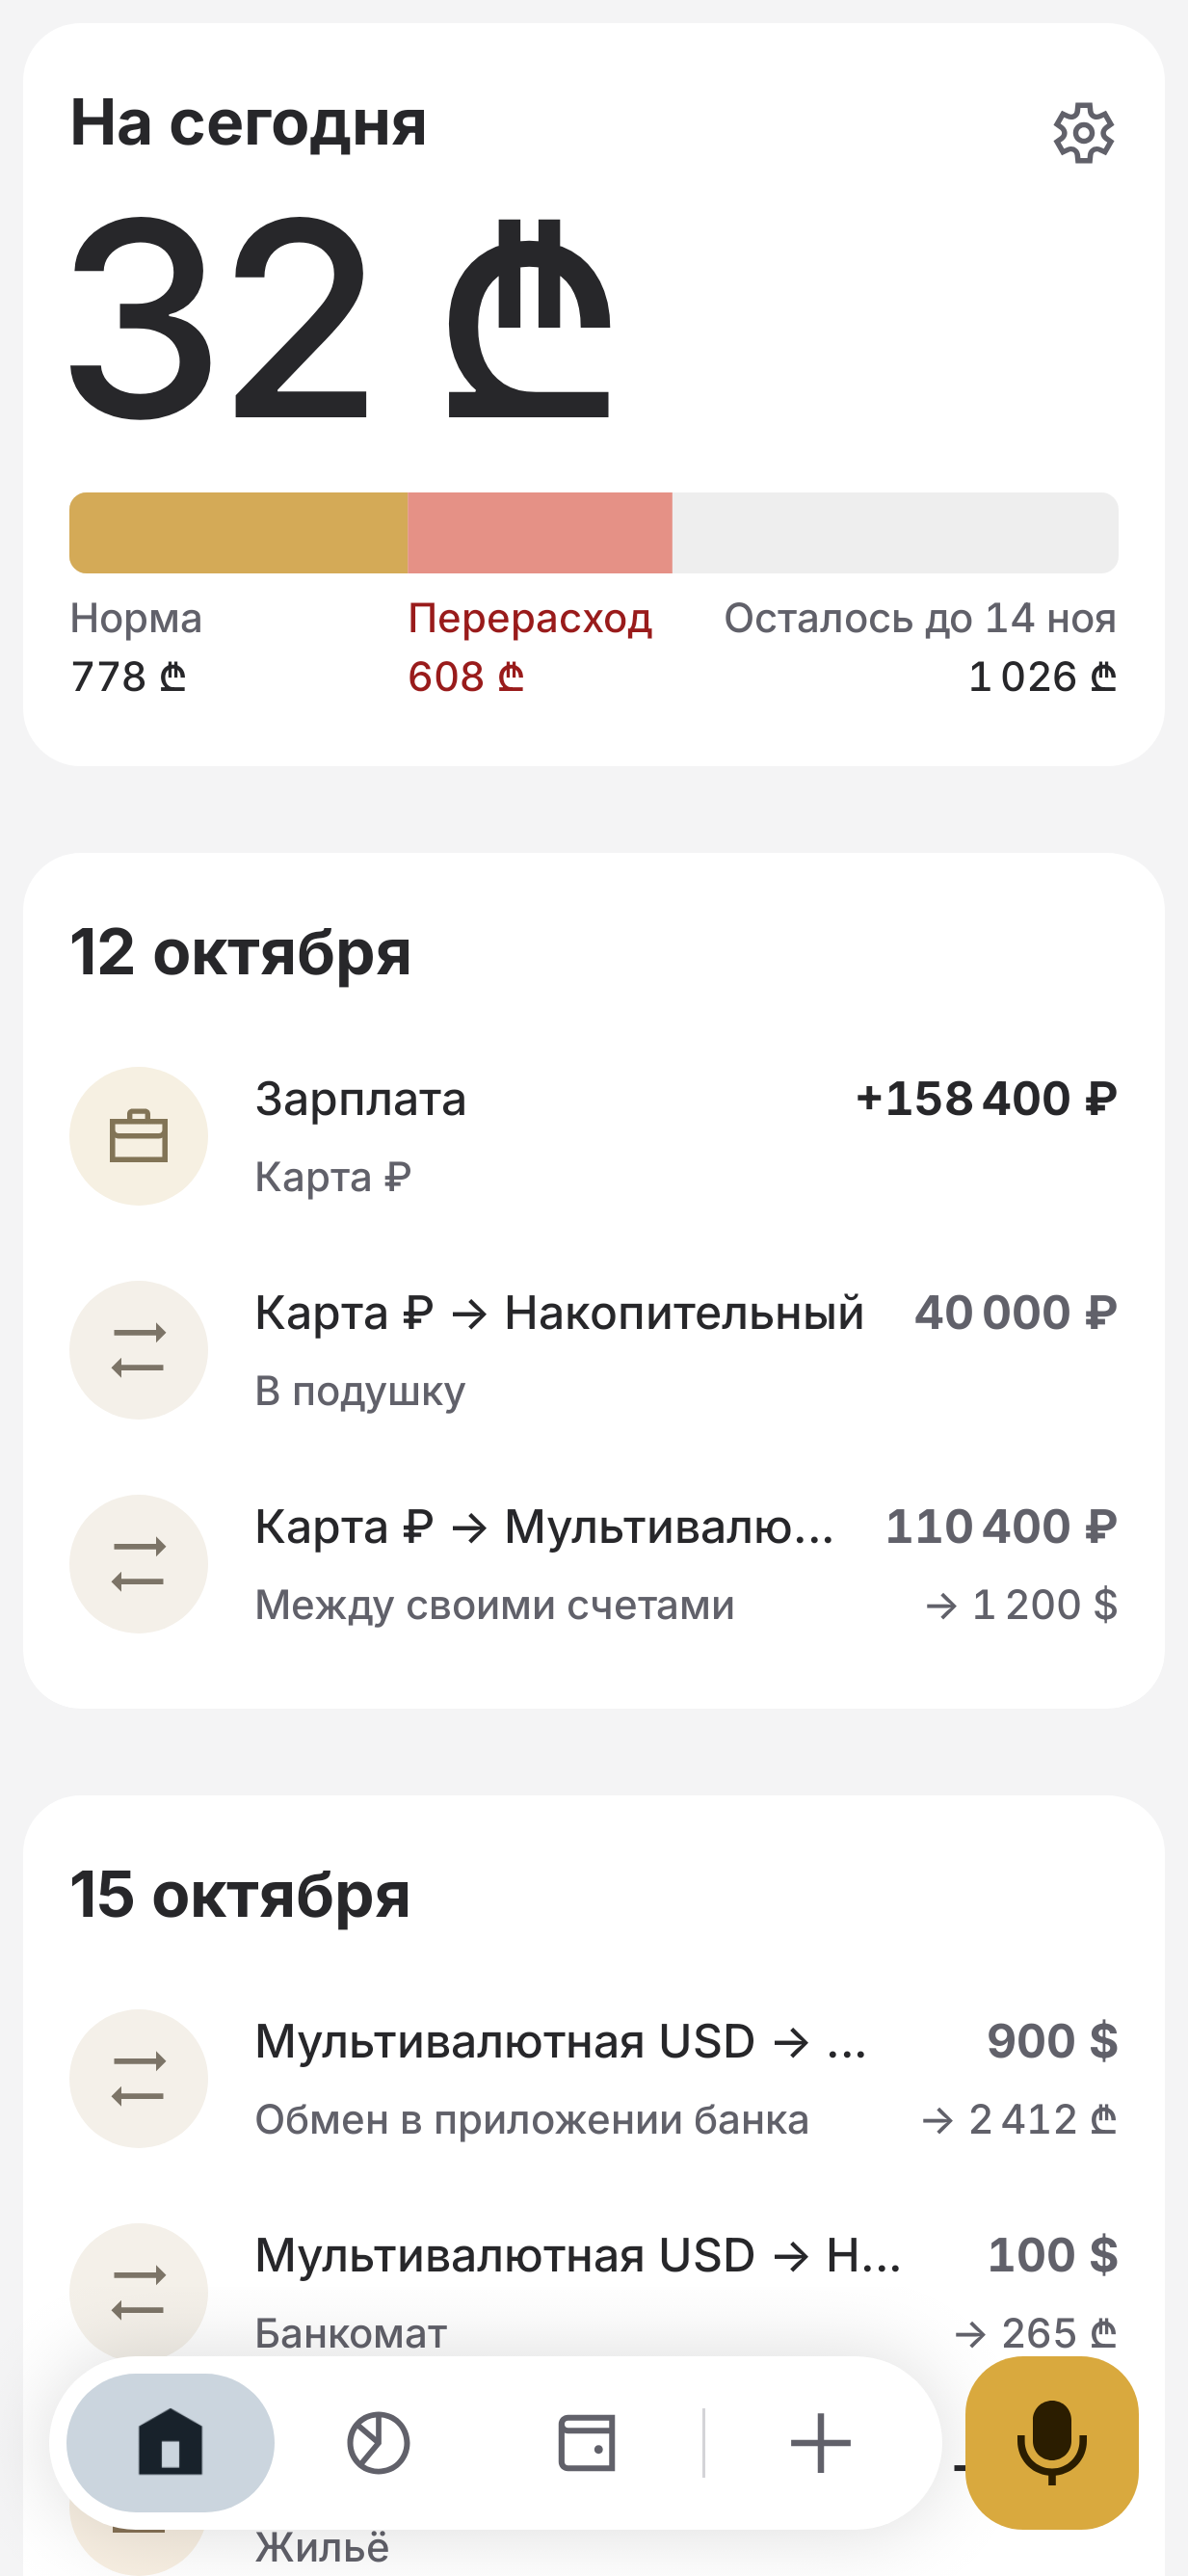 На сегодня
32 ₾
Норма
Перерасход
Осталось до 14 ноя
778 ₾
608 ₾
1 026 ₾
12 октября
Зарплата
+158 400 ₽
Карта ₽
Карта ₽ → Накопительный
40 000 ₽
В подушку
Карта ₽ → Мультивалю...
110 400 ₽
Между своими счетами
→ 1 200 $
15 октября
Мультивалютная USD → ...
900 $
Обмен в приложении банка
→ 2 412 ₾
Мультивалютная USD → Н...
100 $
Банкомат
→ 265 ₾
Жильё